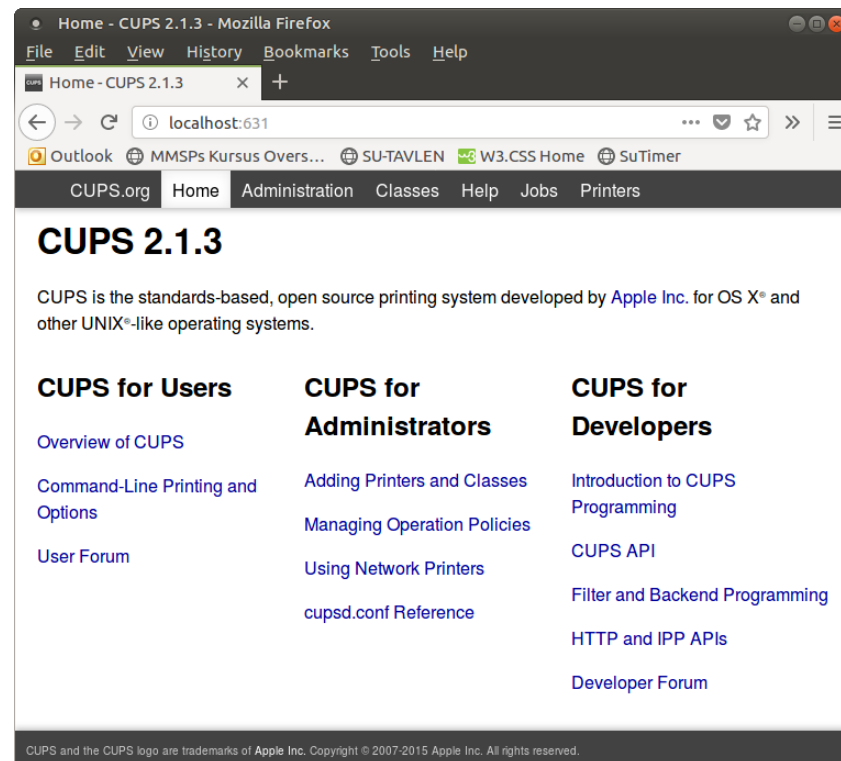 Home - CUPS 2.1.3 - Mozilla Firefox
File Edit View History Bookmarks Tools Help
CUPS Home - CUPS 2.1.3 × +
localhost:631
Outlook MMSPs Kursus Overs... SU-TAVLEN W3.CSS Home SuTimer
CUPS.org Home Administration Classes Help Jobs Printers
CUPS 2.1.3
CUPS is the standards-based, open source printing system developed by Apple Inc. for OS X® and
other UNIX®-like operating systems.
CUPS for Users
Overview of CUPS
Command-Line Printing and
Options
User Forum
CUPS for
Administrators
Adding Printers and Classes
Managing Operation Policies
Using Network Printers
cupsd.conf Reference
CUPS for
Developers
Introduction to CUPS
Programming
CUPS API
Filter and Backend Programming
HTTP and IPP APIs
Developer Forum
CUPS and the CUPS logo are trademarks of Apple Inc. Copyright © 2007-2015 Apple Inc. All rights reserved.